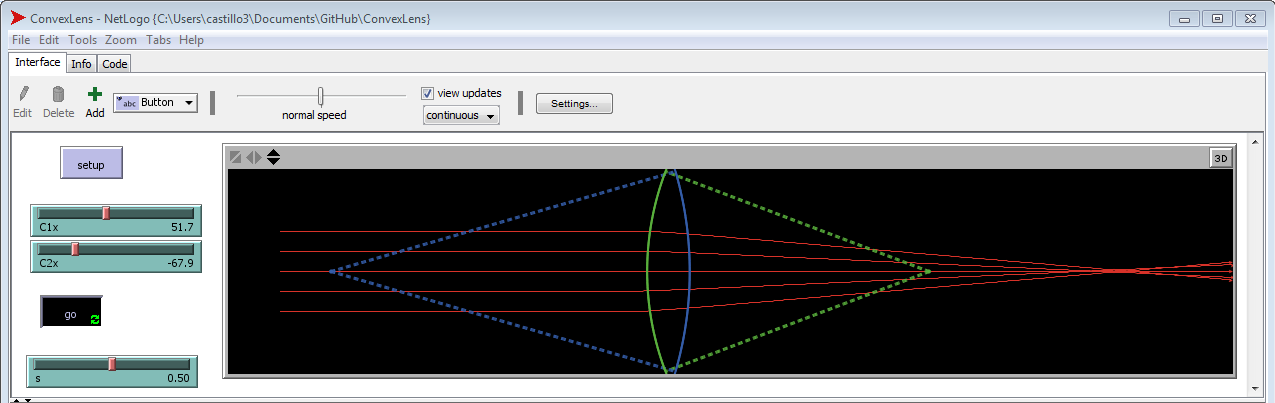 ConvexLens - NetLogo {C:\Users\castillo3\Documents\GitHub\ConvexLens}
File Edit Tools Zoom Tabs Help
Interface Info Code
Edit Delete Add abc Button normal speed view updates continuous Settings...
setup
3D
C1x 51.7
C2x -67.9
go
s 0.50